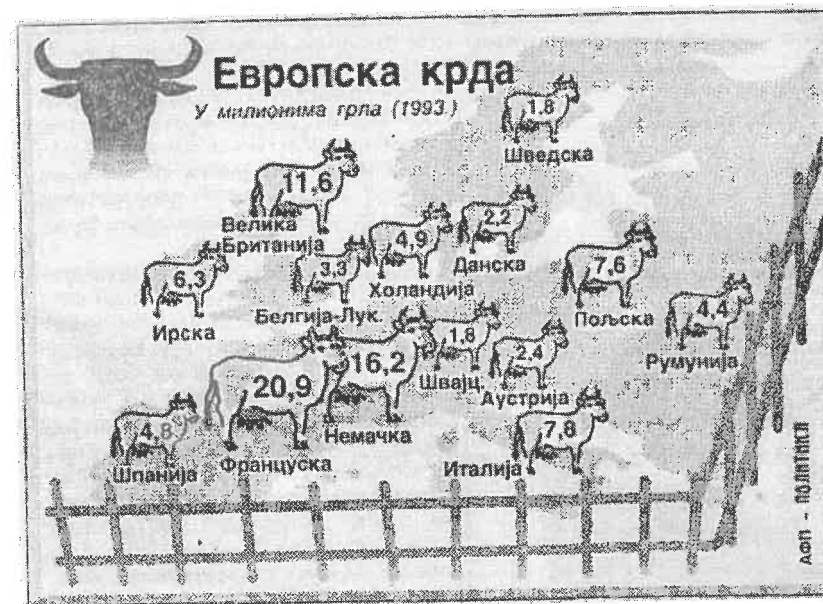 Европска крда
У милионима грла (1993.)
1.8
Шведска
11,6
Велика
Британија
2.2
Данска
4,9
Холандија
3,3
Белгија-Лук.
6,3
Ирска
7,6
Пољска
4,4
Румунија
1,8
Швајц.
2,4
Аустрија
16,2
Немачка
20,9
Француска
4,8
Шпанија
7,8
Италија
АФП - ПОЛИТИКА